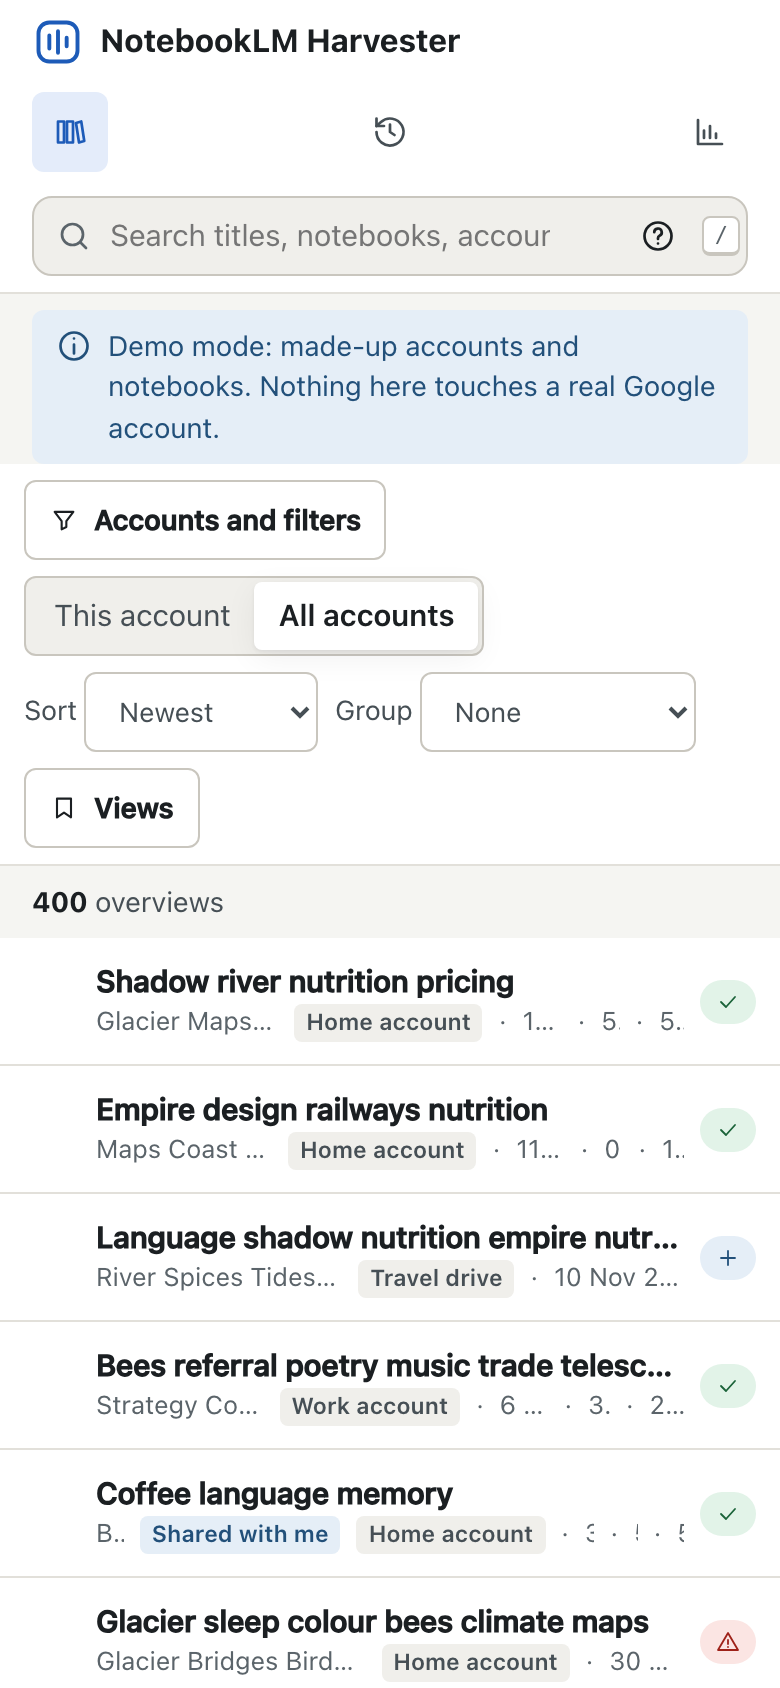 NotebookLM Harvester
Search titles, notebooks, accour
/
Demo mode: made-up accounts and
notebooks. Nothing here touches a real Google
account.
Accounts and filters
This account All accounts
Sort Newest Group None
Views
400 overviews
Shadow river nutrition pricing
Glacier Maps... Home account · 1... · 5. · 5..
Empire design railways nutrition
Maps Coast ... Home account · 11... · 0 · 1..
Language shadow nutrition empire nutr...
River Spices Tides... Travel drive · 10 Nov 2...
Bees referral poetry music trade telesc...
Strategy Co... Work account · 6 ... · 3. · 2...
Coffee language memory
B.. Shared with me Home account
Glacier sleep colour bees climate maps
Glacier Bridges Bird... Home account · 30 ...